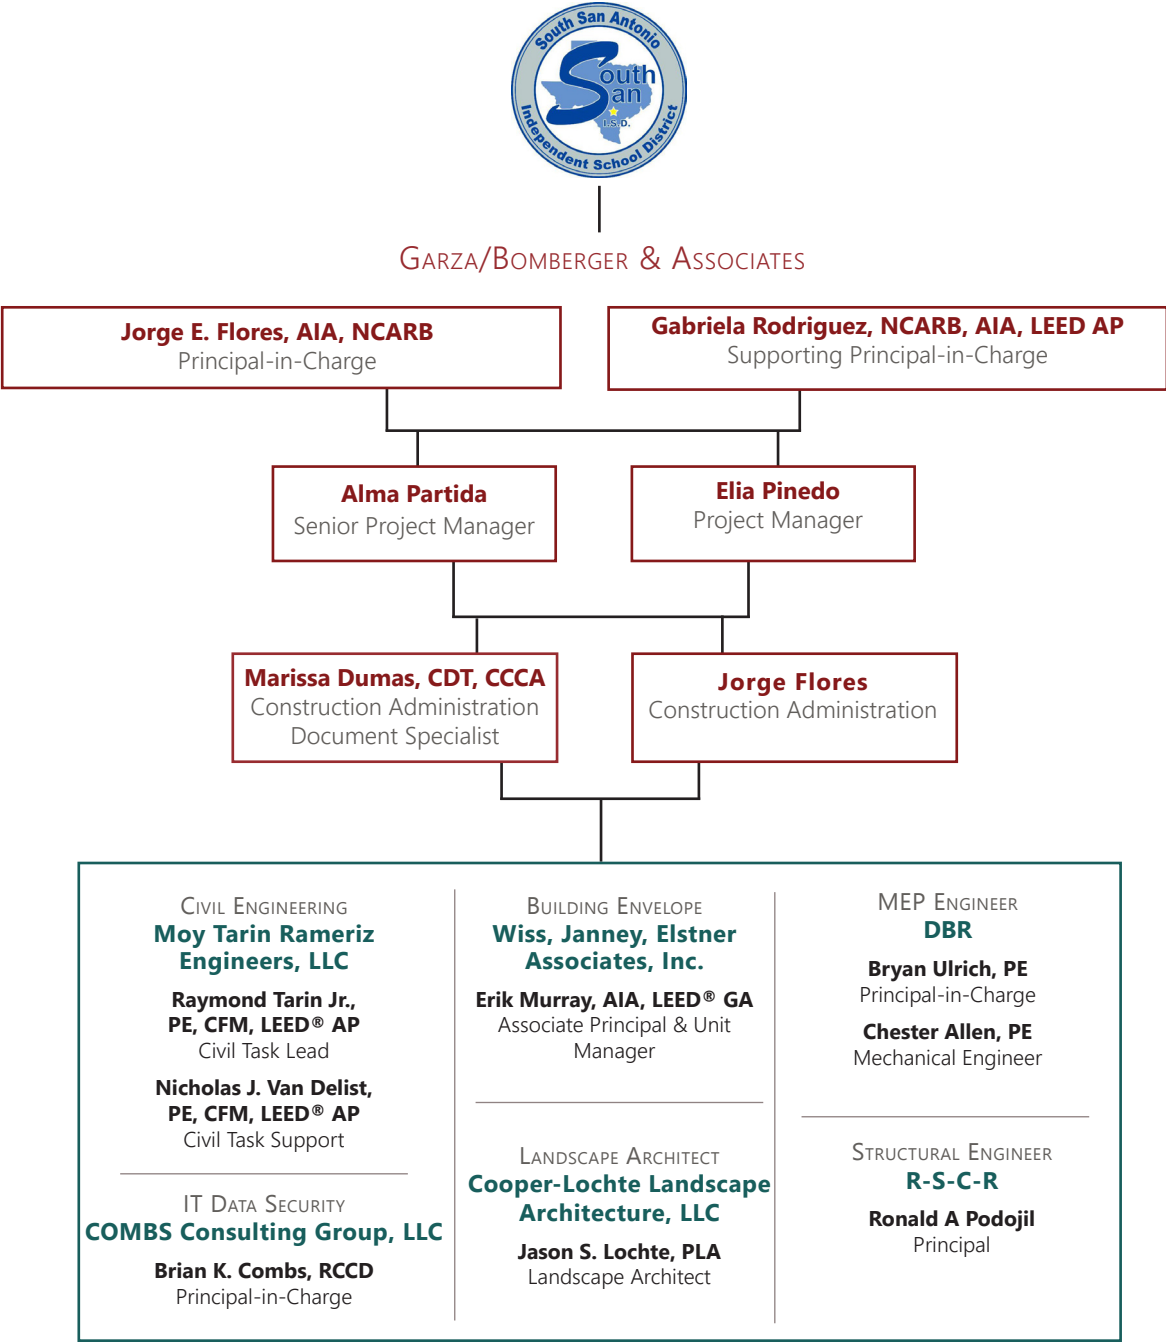 South San Antonio
South
San
I.S.D.
Independent School District
Garza/Bomberger & Associates
Jorge E. Flores, AIA, NCARB
Principal-in-Charge
Gabriela Rodriguez, NCARB, AIA, LEED AP
Supporting Principal-in-Charge
Alma Partida
Senior Project Manager
Elia Pinedo
Project Manager
Marissa Dumas, CDT, CCCA
Construction Administration
Document Specialist
Jorge Flores
Construction Administration
Civil Engineering
Moy Tarin Rameriz
Engineers, LLC
Raymond Tarin Jr.,
PE, CFM, LEED® AP
Civil Task Lead
Nicholas J. Van Delist,
PE, CFM, LEED® AP
Civil Task Support
IT Data Security
COMBS Consulting Group, LLC
Brian K. Combs, RCCD
Principal-in-Charge
Building Envelope
Wiss, Janney, Elstner
Associates, Inc.
Erik Murray, AIA, LEED® GA
Associate Principal & Unit
Manager
Landscape Architect
Cooper-Lochte Landscape
Architecture, LLC
Jason S. Lochte, PLA
Landscape Architect
MEP Engineer
DBR
Bryan Ulrich, PE
Principal-in-Charge
Chester Allen, PE
Mechanical Engineer
Structural Engineer
R-S-C-R
Ronald A Podojil
Principal